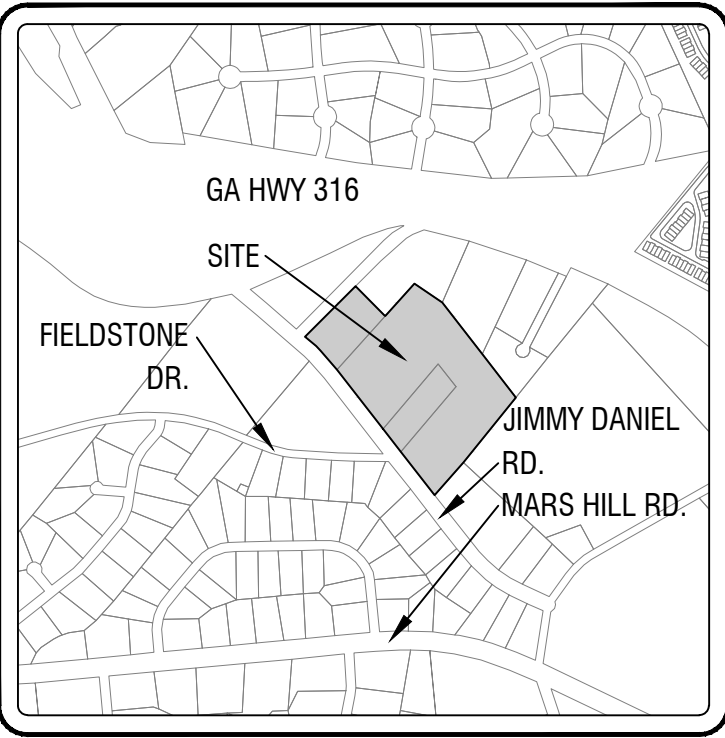 GA HWY 316
SITE
FIELDSTONE
DR.
JIMMY DANIEL
RD.
MARS HILL RD.